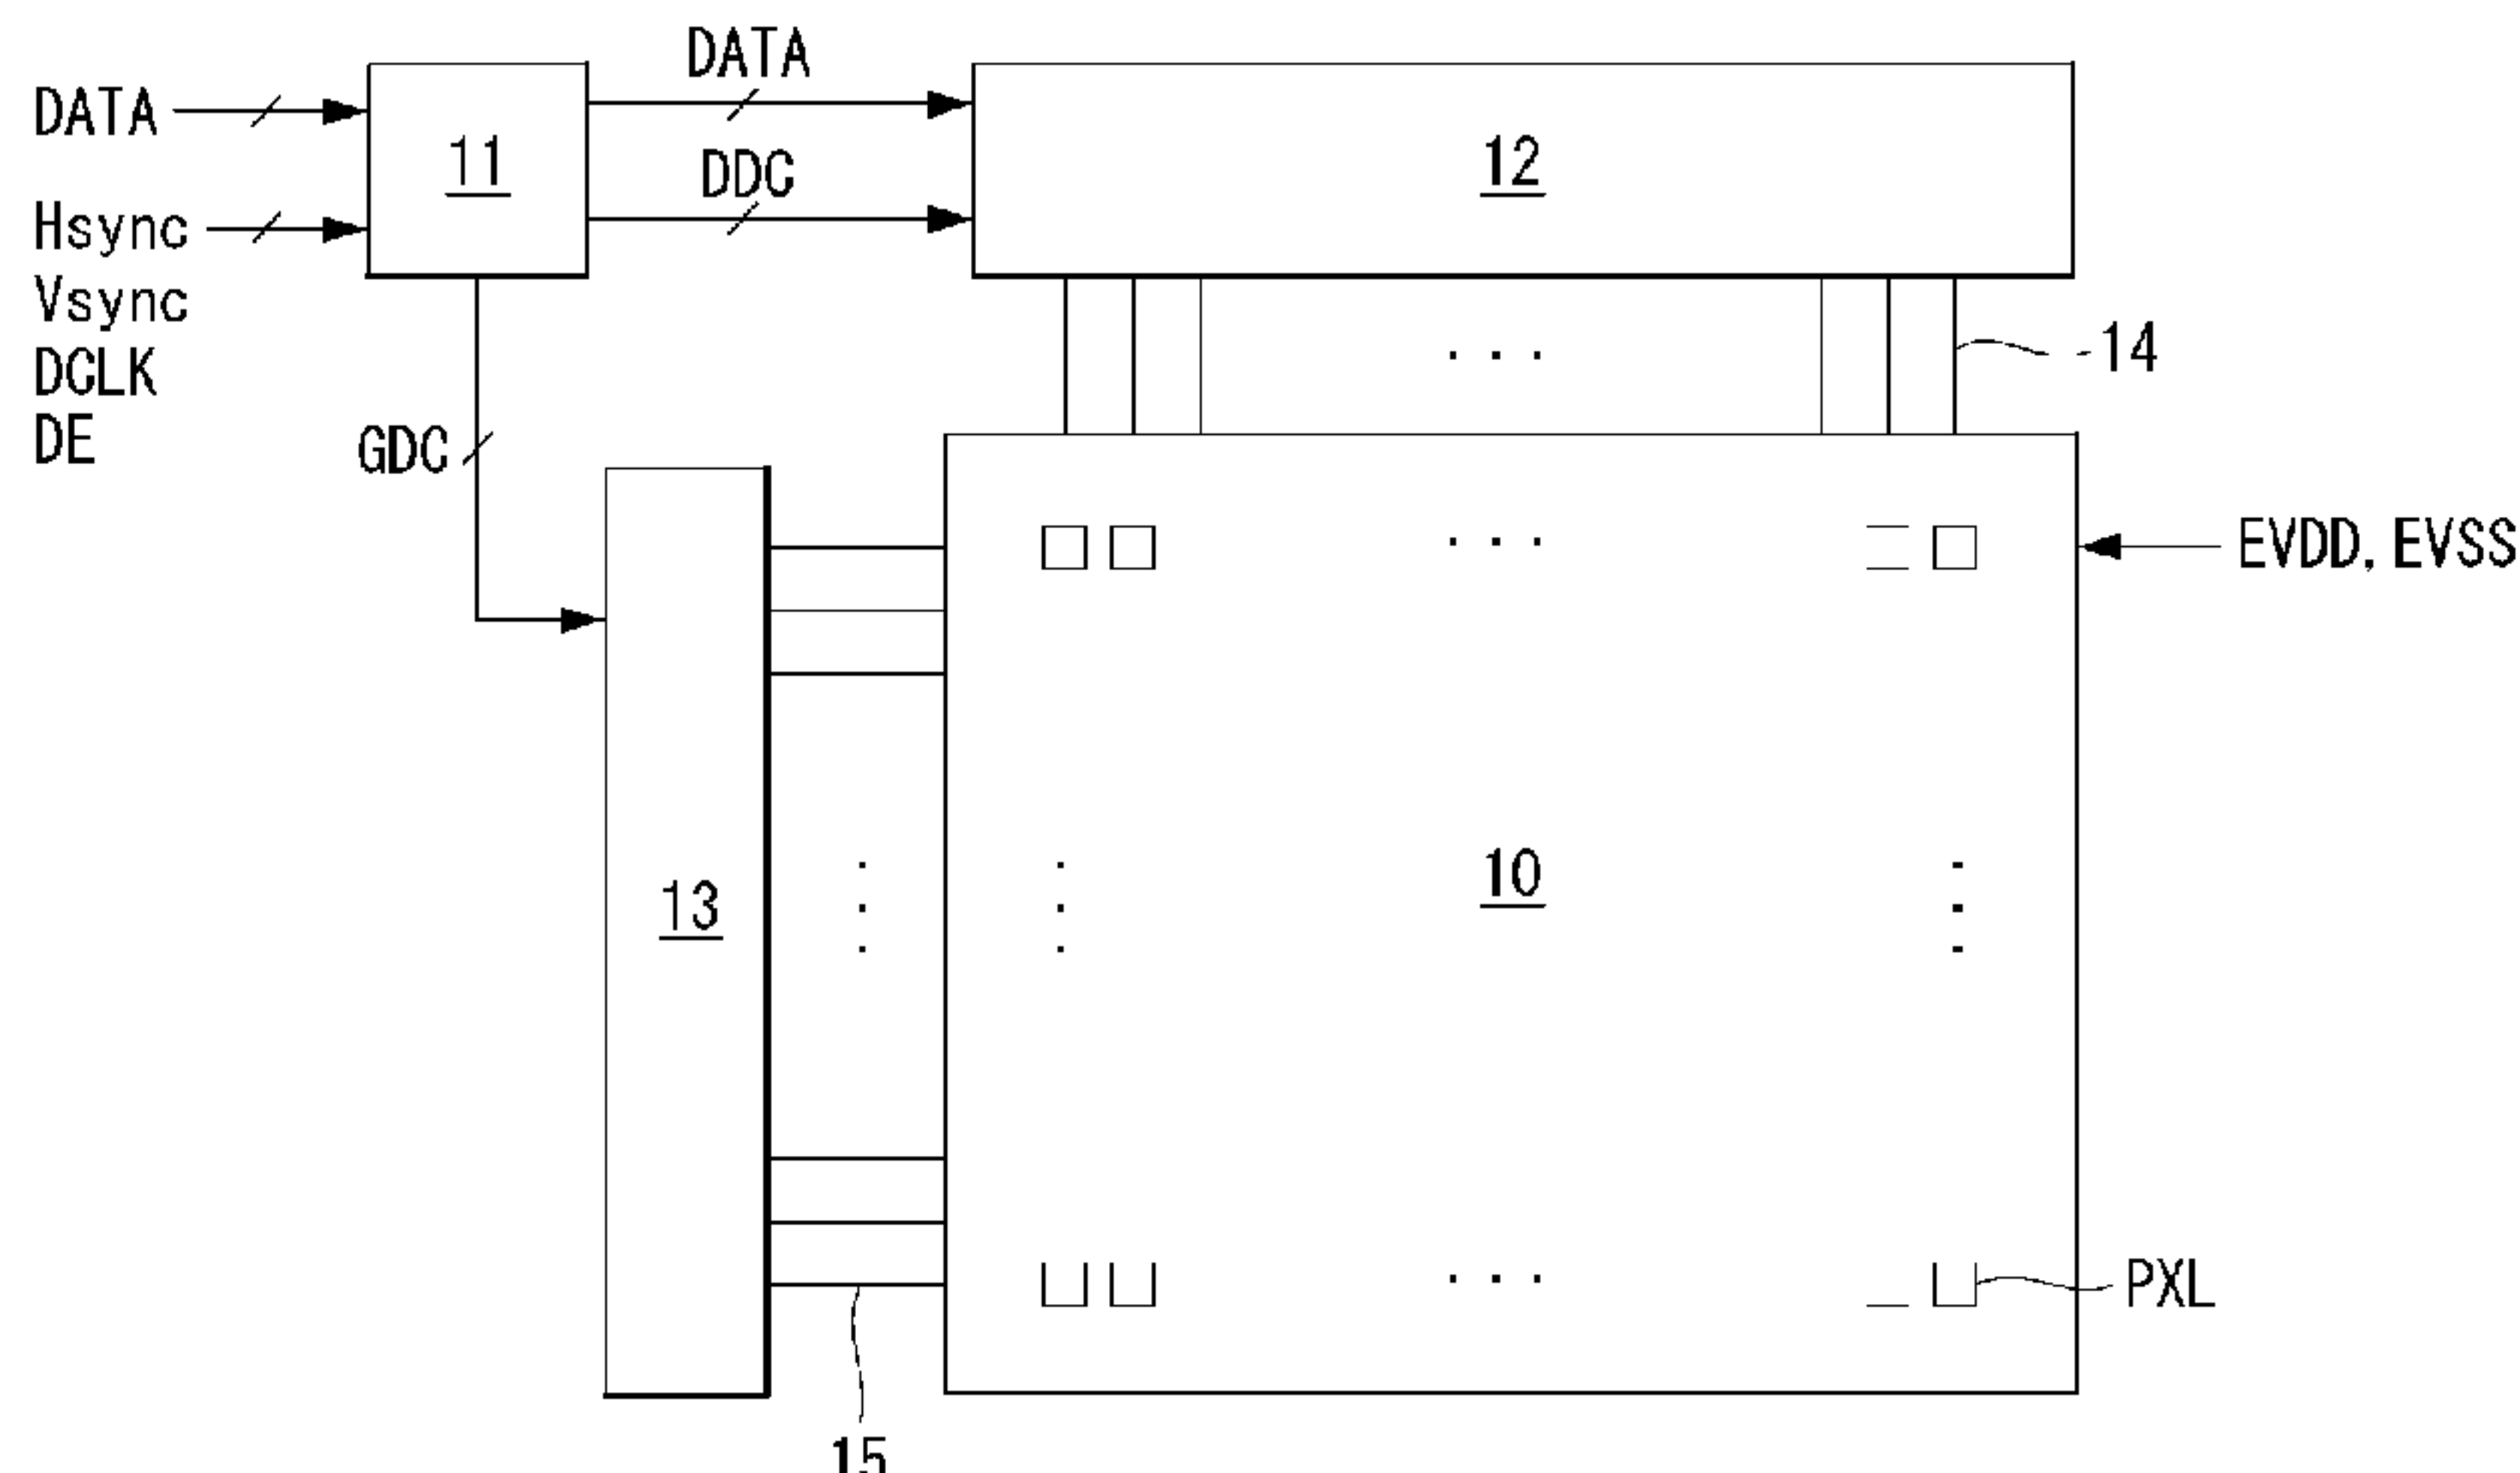 DATA
DATA
11
12
DDC
Hsync
Vsync
DCLK
DE
14
GDC
EVDD, EVSS
10
13
PXL
15